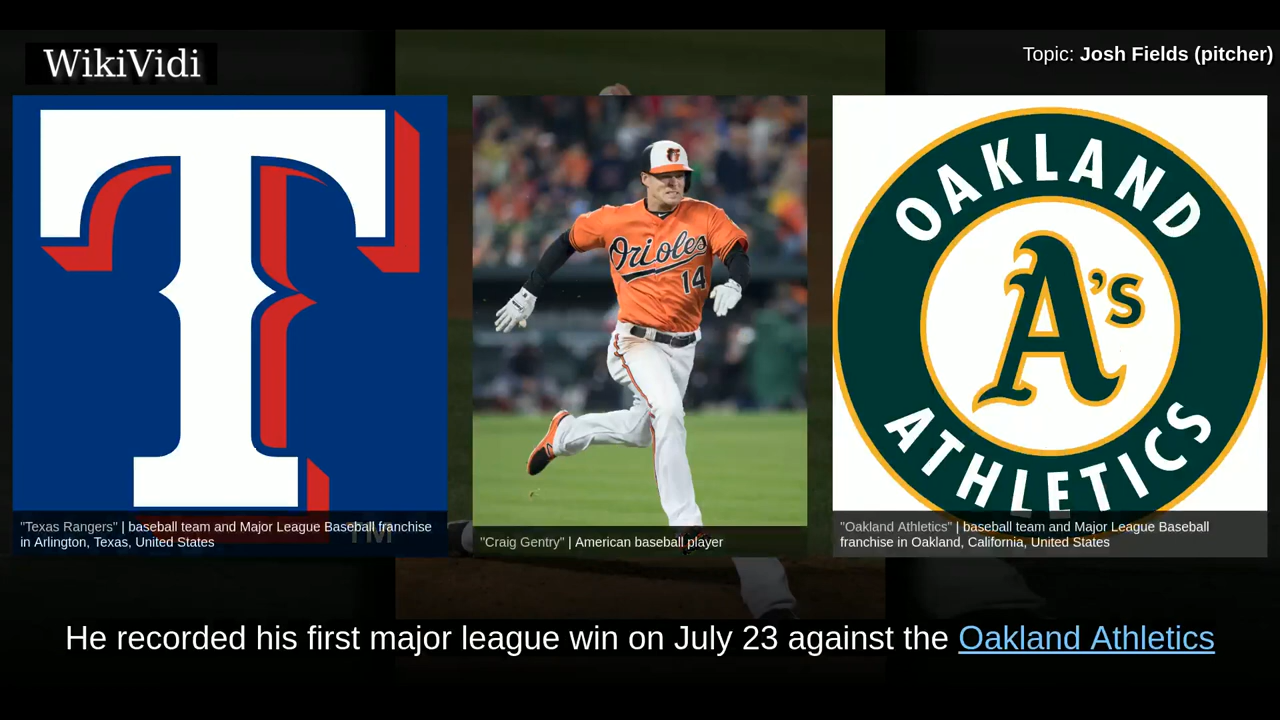 WikiVidi
Topic: Josh Fields (pitcher)
T
TM
"Texas Rangers" | baseball team and Major League Baseball franchise
in Arlington, Texas, United States
Orioles
14
"Craig Gentry" | American baseball player
OAKLAND
A's
ATHLETICS
"Oakland Athletics" | baseball team and Major League Baseball
franchise in Oakland, California, United States
He recorded his first major league win on July 23 against the Oakland Athletics